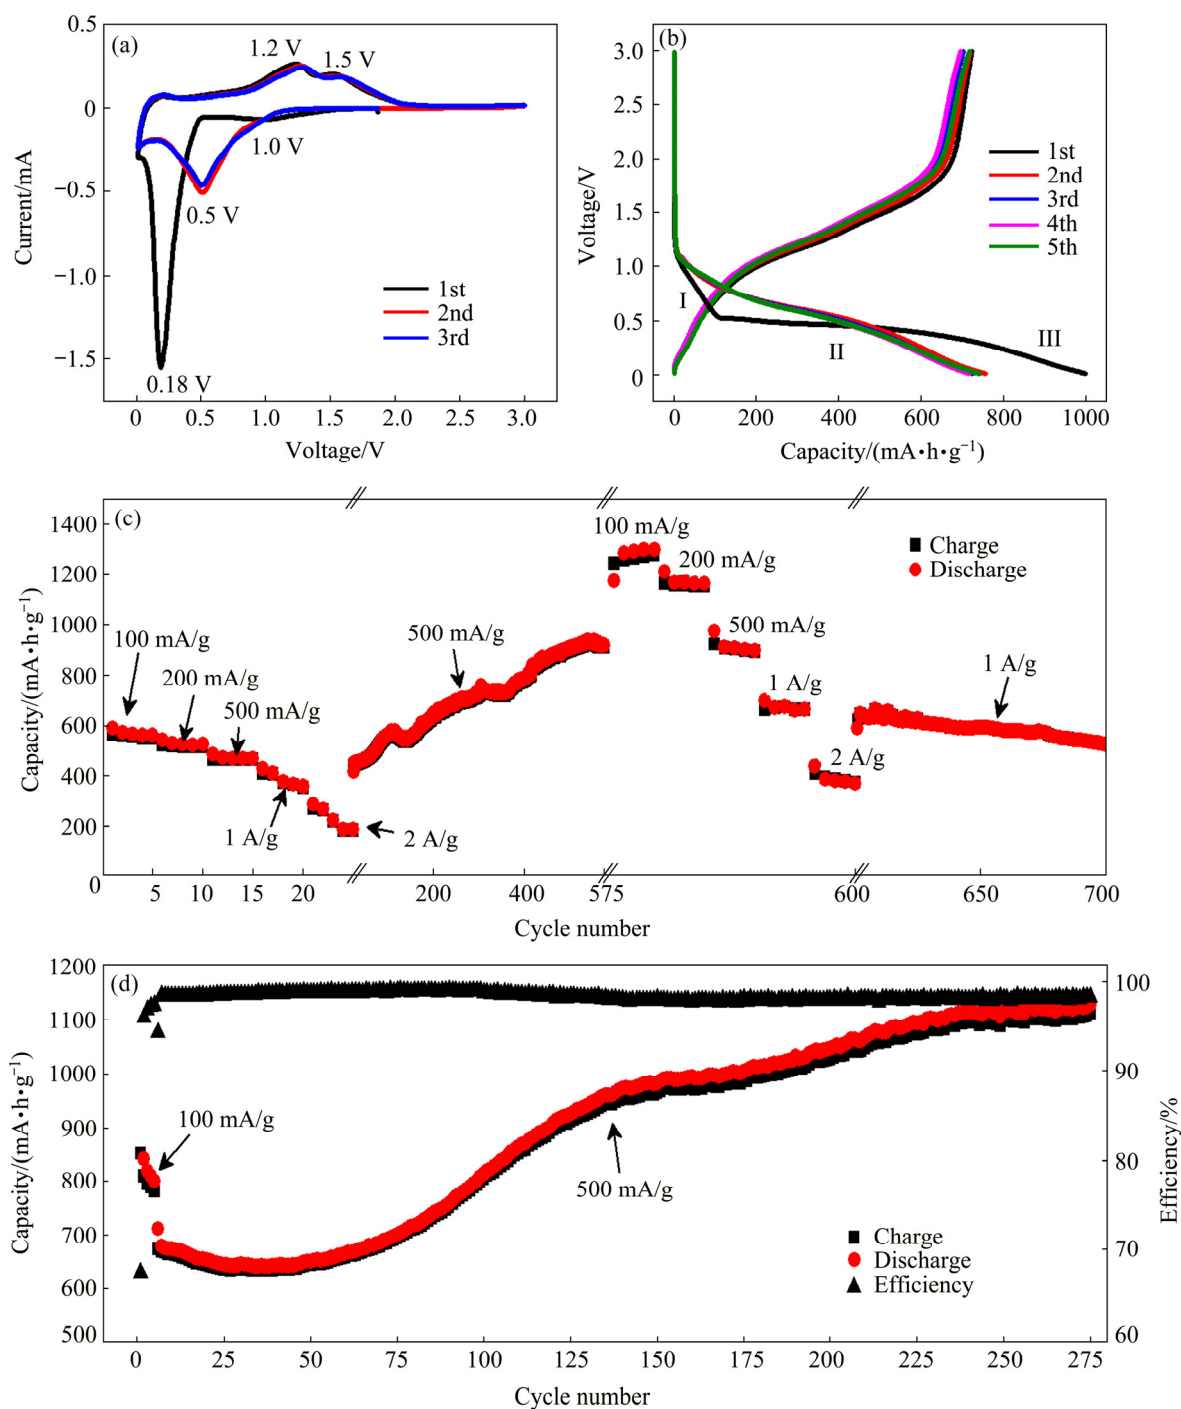 (a)
0.5
0
−0.5
−1.0
−1.5
Current/mA
1.2 V
1.5 V
1.0 V
0.5 V
0.18 V
1st
2nd
3rd
0 0.5 1.0 1.5 2.0 2.5 3.0
Voltage/V
(b)
3.0
2.5
2.0
1.5
1.0
0.5
0
Voltage/V
1st
2nd
3rd
4th
5th
I
II
III
0 200 400 600 800 1000
Capacity/(mA•h•g⁻¹)
(c)
1400
1200
1000
800
600
400
200
0
Capacity/(mA•h•g⁻¹)
100 mA/g
200 mA/g
500 mA/g
1 A/g
2 A/g
500 mA/g
100 mA/g
200 mA/g
500 mA/g
1 A/g
2 A/g
1 A/g
Charge
Discharge
5 10 15 20 200 400 575 600 650 700
Cycle number
(d)
1200
1100
1000
900
800
700
600
500
Capacity/(mA•h•g⁻¹)
100 mA/g
500 mA/g
Charge
Discharge
Efficiency
100
90
80
70
60
Efficiency/%
0 25 50 75 100 125 150 175 200 225 250 275
Cycle number